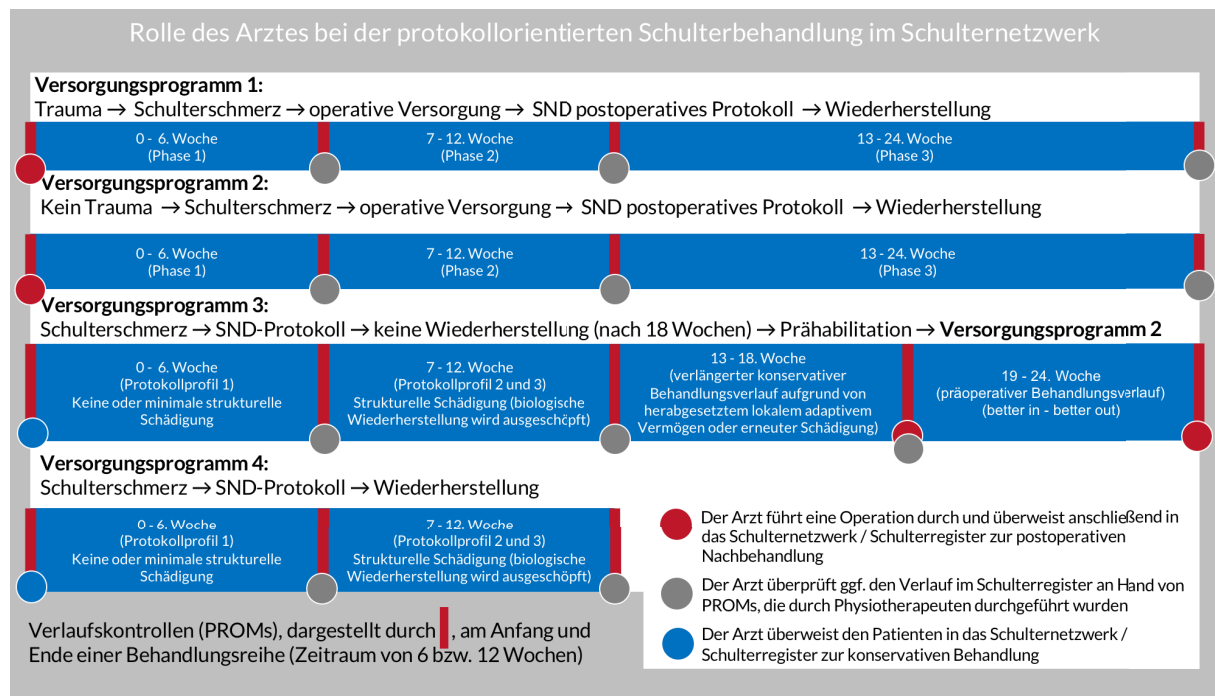 Rolle des Arztes bei der protokollorientierten Schulterbehandlung im Schulternetzwerk
Versorgungsprogramm 1:
Trauma → Schulterschmerz → operative Versorgung → SND postoperatives Protokoll → Wiederherstellung
0 - 6. Woche
(Phase 1)
7 - 12. Woche
(Phase 2)
13 - 24. Woche
(Phase 3)
Versorgungsprogramm 2:
Kein Trauma → Schulterschmerz → operative Versorgung → SND postoperatives Protokoll → Wiederherstellung
0 - 6. Woche
(Phase 1)
7 - 12. Woche
(Phase 2)
13 - 24. Woche
(Phase 3)
Versorgungsprogramm 3:
Schulterschmerz → SND-Protokoll → keine Wiederherstellung (nach 18 Wochen) → Prähabilitation → Versorgungsprogramm 2
0 - 6. Woche
(Protokollprofil 1)
Keine oder minimale strukturelle
Schädigung
7 - 12. Woche
(Protokollprofil 2 und 3)
Strukturelle Schädigung (biologische
Wiederherstellung wird ausgeschöpft)
13 - 18. Woche
(verlängerter konservativer
Behandlungsverlauf aufgrund von
herabgesetztem lokalem adaptivem
Vermögen oder erneuter Schädigung)
19 - 24. Woche
(präoperativer Behandlungsverlauf)
(better in - better out)
Versorgungsprogramm 4:
Schulterschmerz → SND-Protokoll → Wiederherstellung
0 - 6. Woche
(Protokollprofil 1)
Keine oder minimale strukturelle
Schädigung
7 - 12. Woche
(Protokollprofil 2 und 3)
Strukturelle Schädigung (biologische
Wiederherstellung wird ausgeschöpft)
Der Arzt führt eine Operation durch und überweist anschließend in
das Schulternetzwerk / Schulterregister zur postoperativen
Nachbehandlung
Der Arzt überprüft ggf. den Verlauf im Schulterregister an Hand von
PROMs, die durch Physiotherapeuten durchgeführt wurden
Der Arzt überweist den Patienten in das Schulternetzwerk /
Schulterregister zur konservativen Behandlung
Verlaufskontrollen (PROMs), dargestellt durch , am Anfang und
Ende einer Behandlungsreihe (Zeitraum von 6 bzw. 12 Wochen)